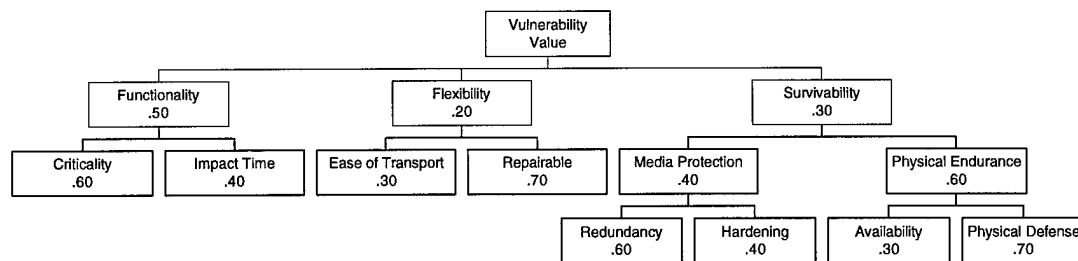 Vulnerability
Value
Functionality
.50
Flexibility
.20
Survivability
.30
Criticality
.60
Impact Time
.40
Ease of Transport
.30
Repairable
.70
Media Protection
.40
Physical Endurance
.60
Redundancy
.60
Hardening
.40
Availability
.30
Physical Defense
.70